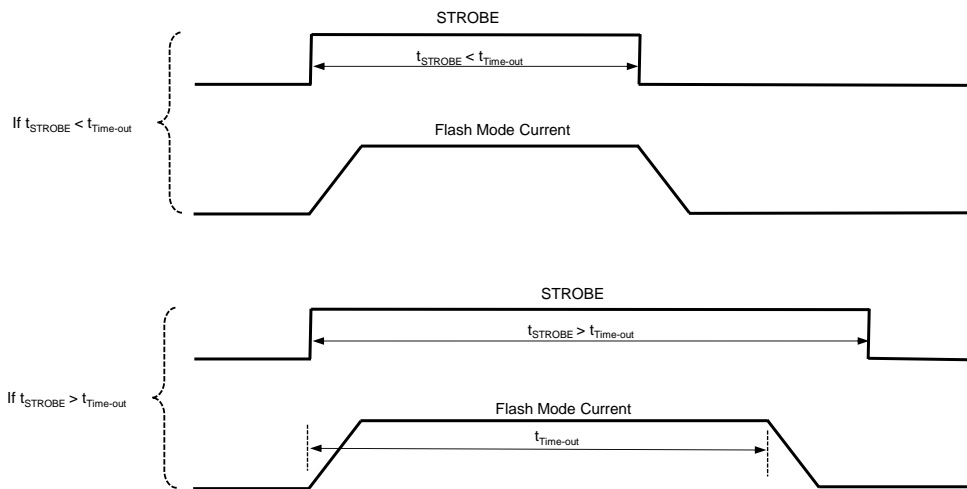 STROBE
tSTROBE < tTime-out
If tSTROBE < tTime-out
Flash Mode Current
STROBE
tSTROBE > tTime-out
If tSTROBE > tTime-out
Flash Mode Current
tTime-out